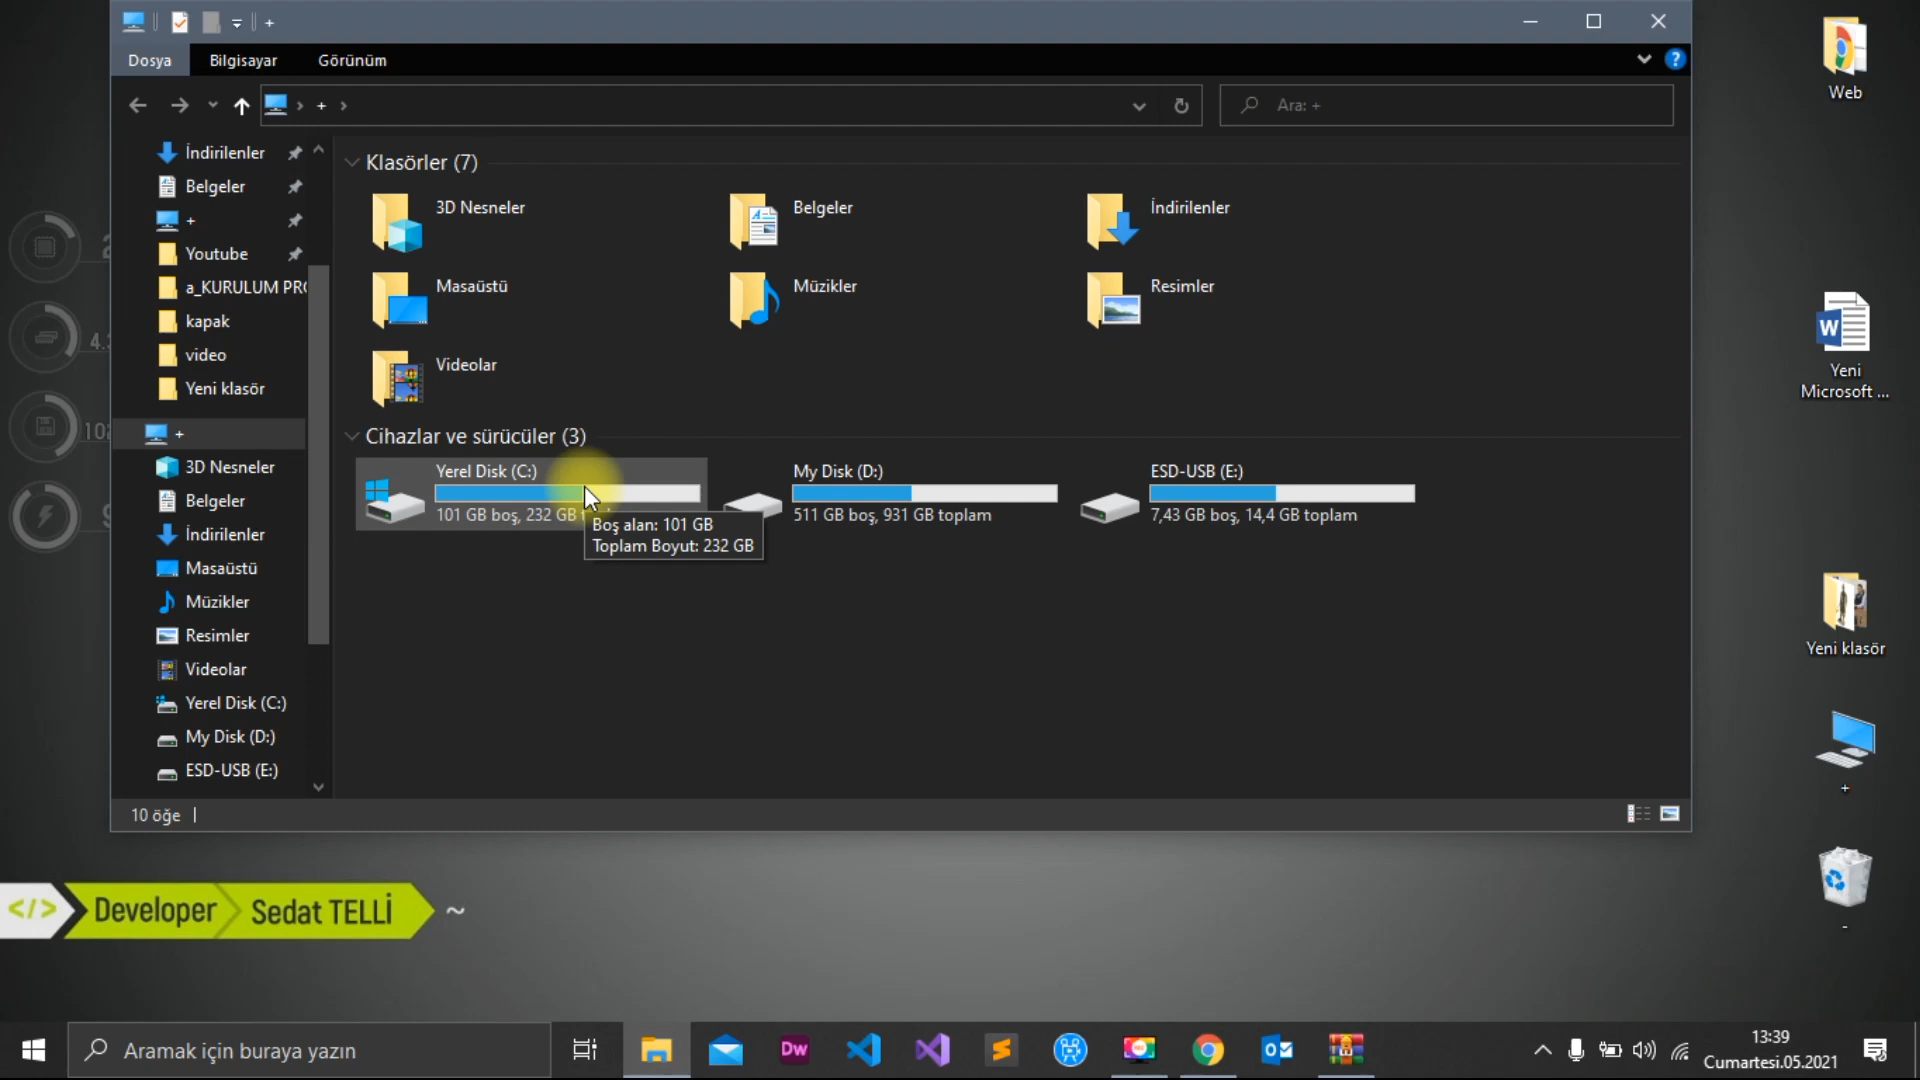 +
Dosya
Bilgisayar
Görünüm
+
Ara: +
İndirilenler
Belgeler
+
Youtube
a_KURULUM PR
kapak
video
Yeni klasör
+
3D Nesneler
Belgeler
İndirilenler
Masaüstü
Müzikler
Resimler
Videolar
Yerel Disk (C:)
My Disk (D:)
ESD-USB (E:)
Klasörler (7)
3D Nesneler
Belgeler
İndirilenler
Masaüstü
Müzikler
Resimler
Videolar
Cihazlar ve sürücüler (3)
Yerel Disk (C:)
101 GB boş, 232 GB
Boş alan: 101 GB
Toplam Boyut: 232 GB
My Disk (D:)
511 GB boş, 931 GB toplam
ESD-USB (E:)
7,43 GB boş, 14,4 GB toplam
10 öğe
Web
Yeni
Microsoft ...
Yeni klasör
+
-
</> Developer Sedat TELLİ ~
Aramak için buraya yazın
Dw
13:39
Cumartesi.05.2021